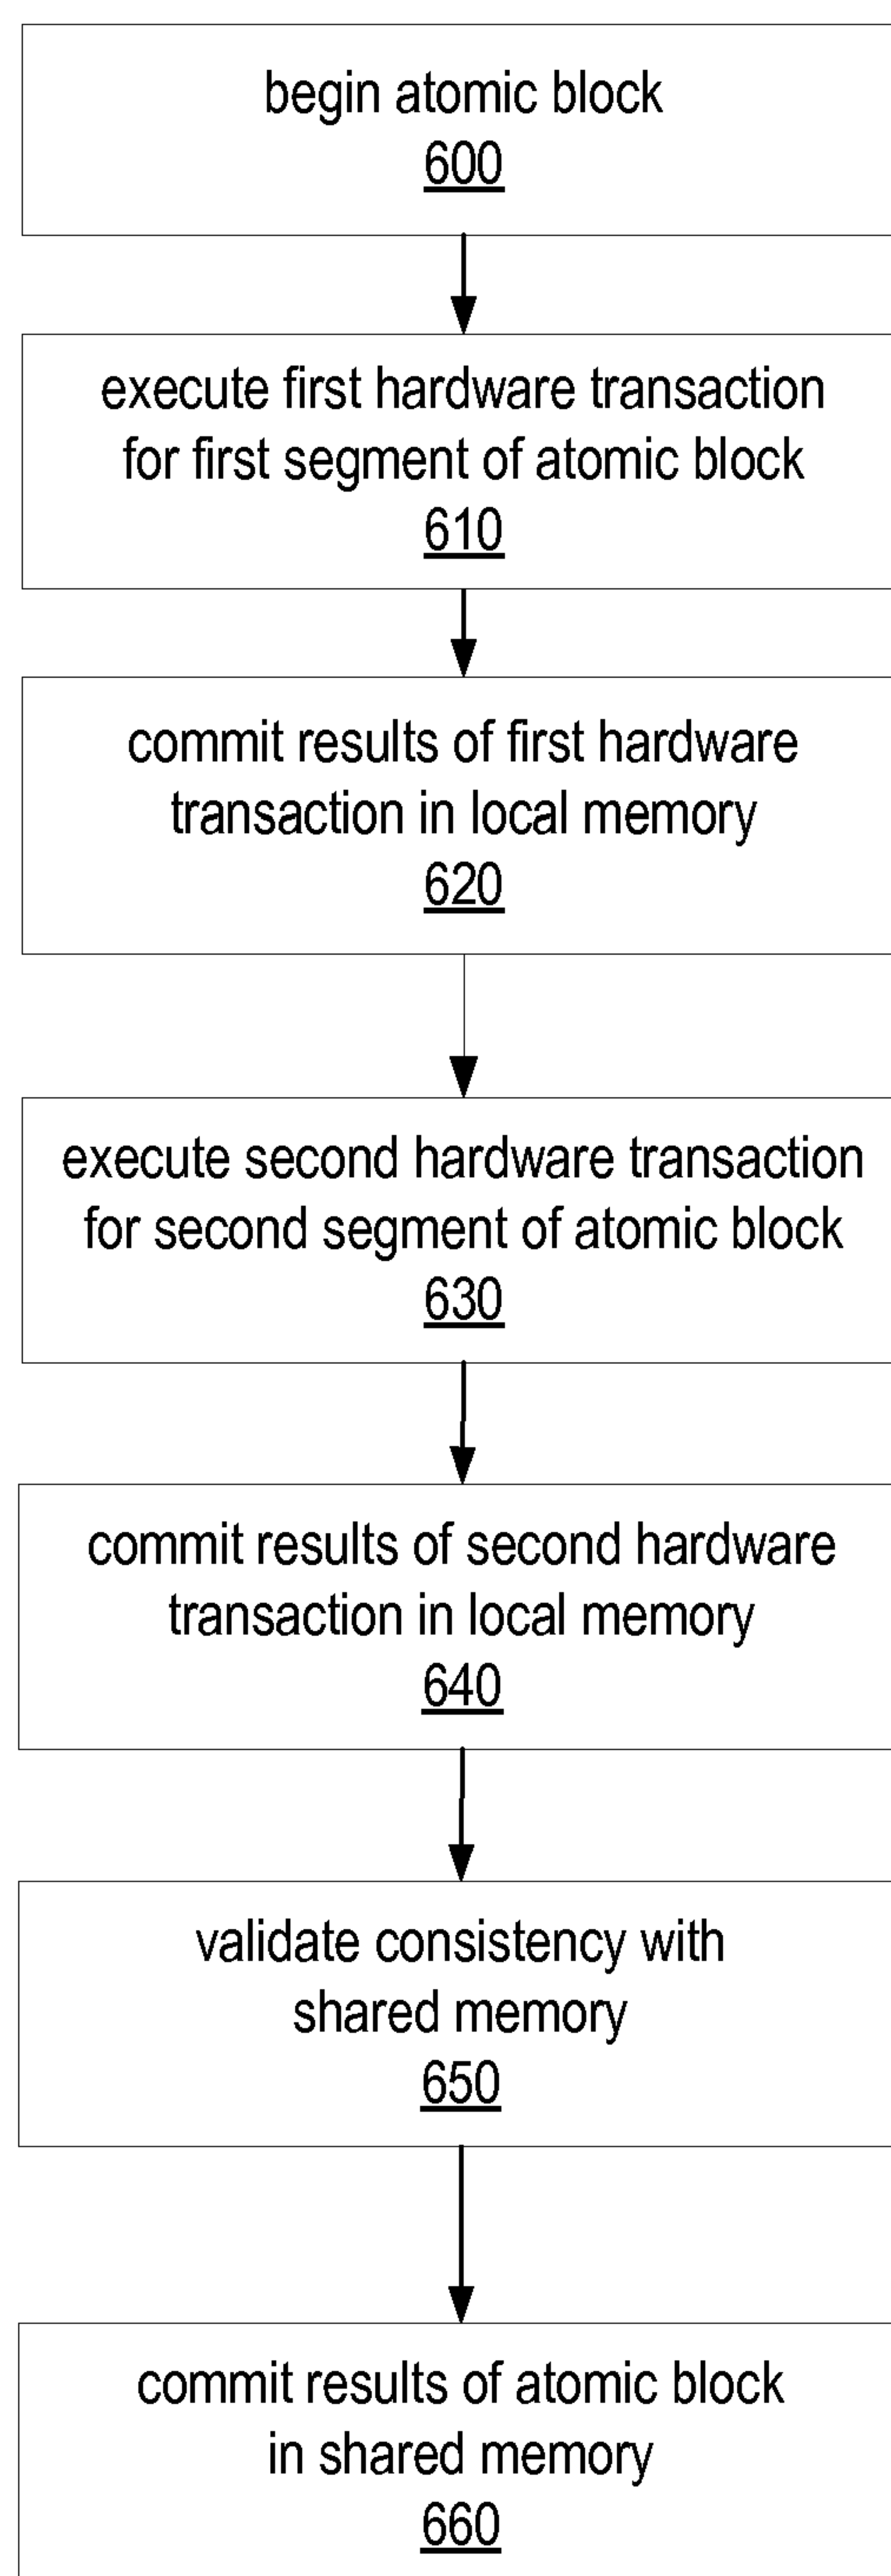 begin atomic block
600
execute first hardware transaction
for first segment of atomic block
610
commit results of first hardware
transaction in local memory
620
execute second hardware transaction
for second segment of atomic block
630
commit results of second hardware
transaction in local memory
640
validate consistency with
shared memory
650
commit results of atomic block
in shared memory
660